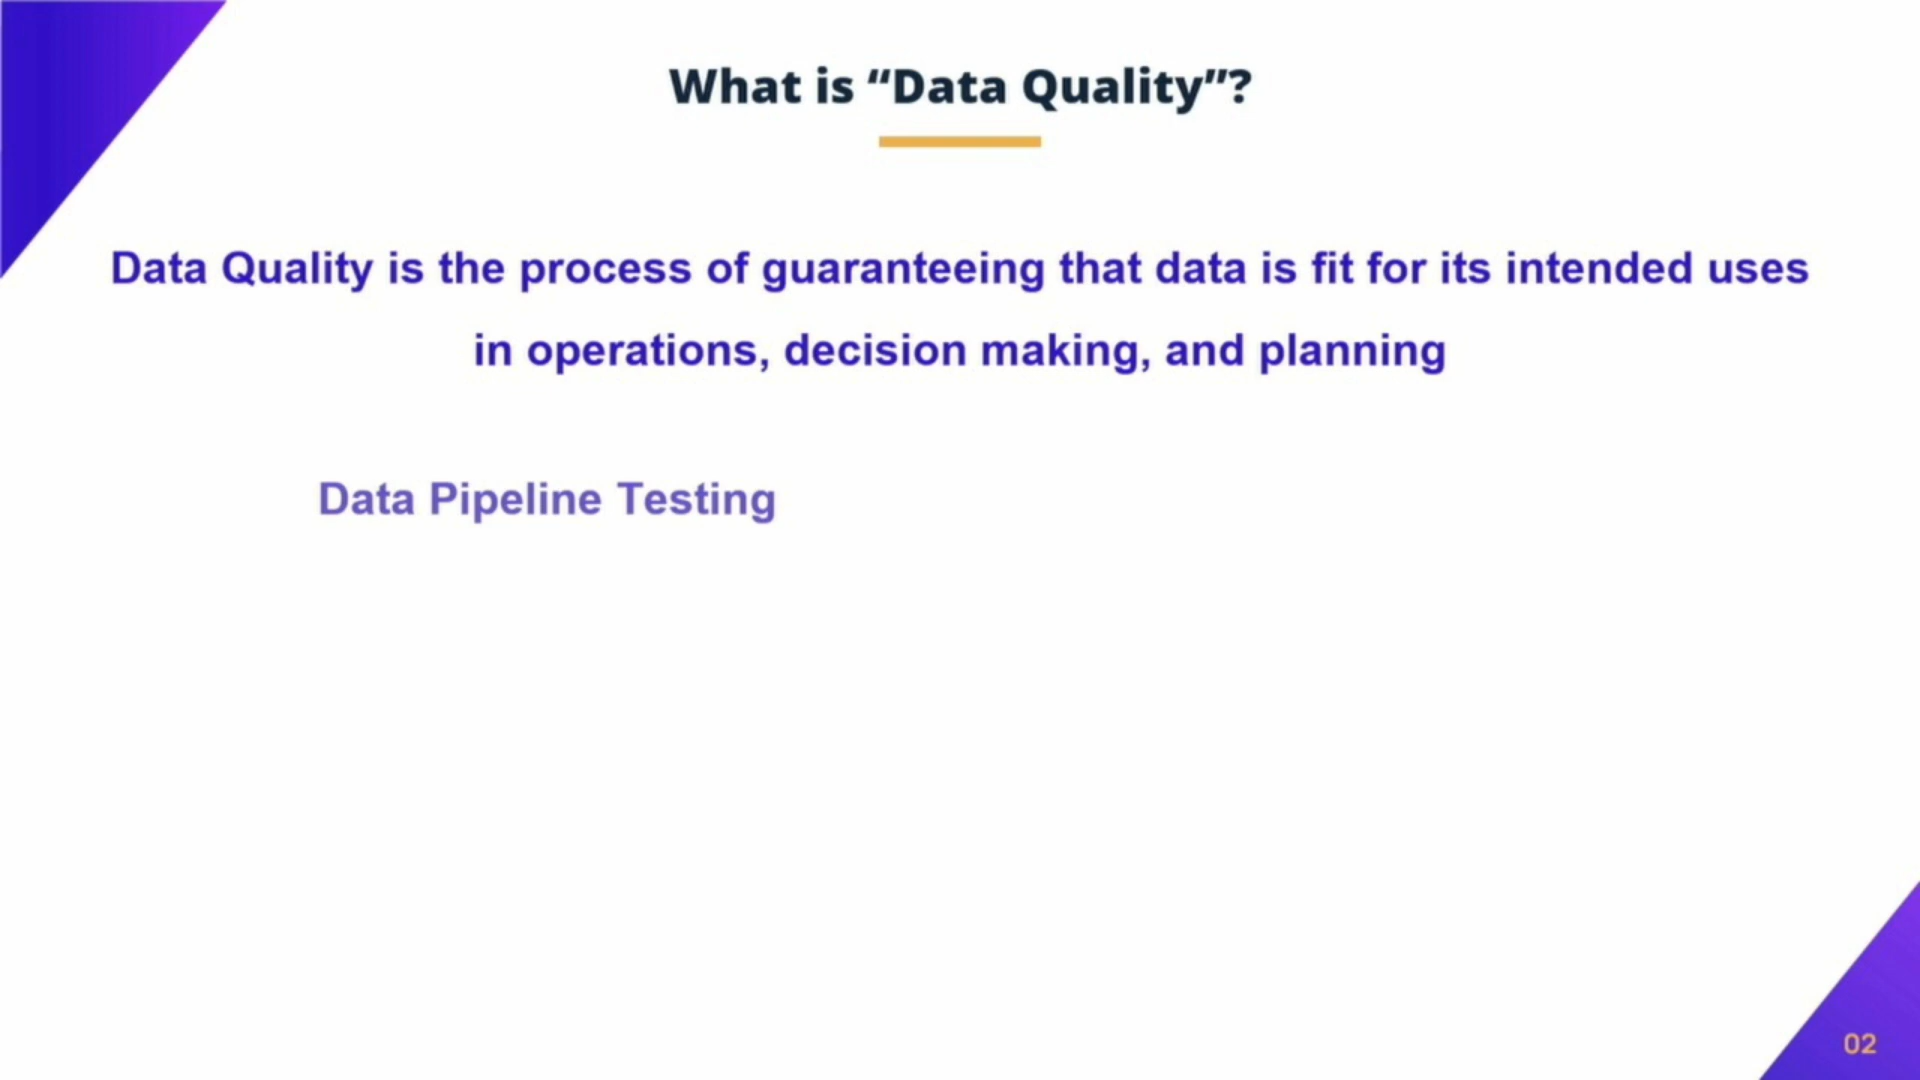 What is “Data Quality”?
Data Quality is the process of guaranteeing that data is fit for its intended uses
in operations, decision making, and planning
Data Pipeline Testing
02